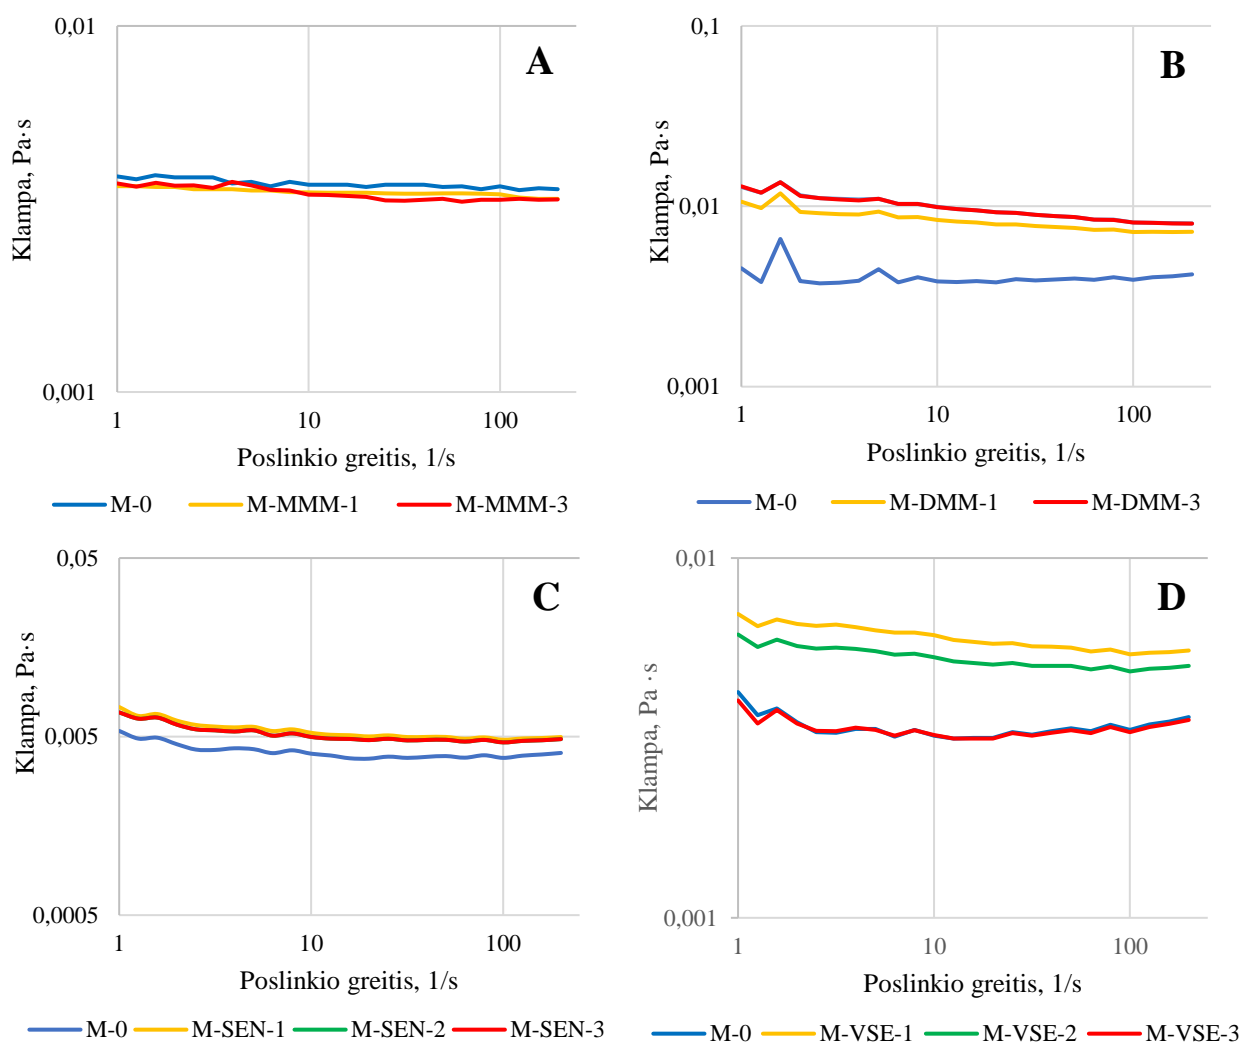 0,01
A
Klampa, Pa·s
0,001
1 10 100
Poslinkio greitis, 1/s
M-0 M-MMM-1 M-MMM-3
0,1
B
Klampa, Pa·s
0,01
0,001
1 10 100
Poslinkio greitis, 1/s
M-0 M-DMM-1 M-DMM-3
0,05
C
Klampa, Pa·s
0,005
0,0005
1 10 100
Poslinkio greitis, 1/s
M-0 M-SEN-1 M-SEN-2 M-SEN-3
0,01
D
Klampa, Pa ·s
0,001
1 10 100
Poslinkio greitis, 1/s
M-0 M-VSE-1 M-VSE-2 M-VSE-3